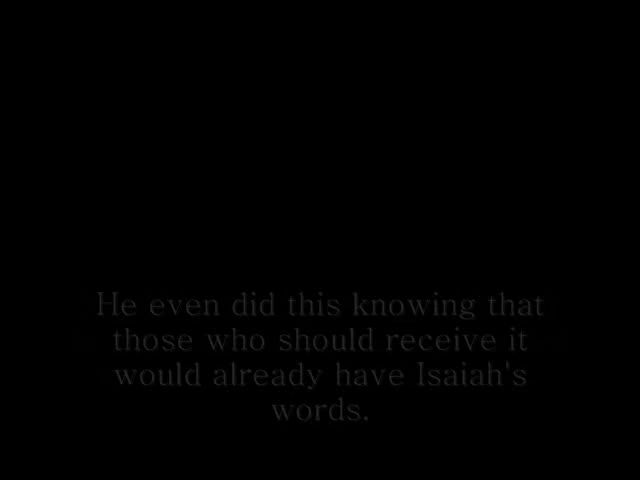 He even did this knowing that
those who should receive it
would already have Isaiah's
words.